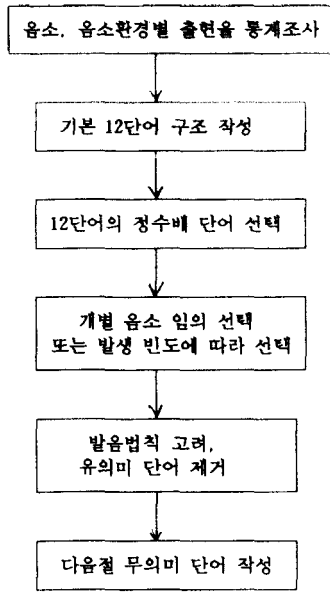 음소, 음소환경별 출현율 통계조사
기본 12단어 구조 작성
12단어의 정수배 단어 선택
개별 음소 임의 선택
또는 발생 빈도에 따라 선택
발음법칙 고려,
유의미 단어 제거
다음절 무의미 단어 작성